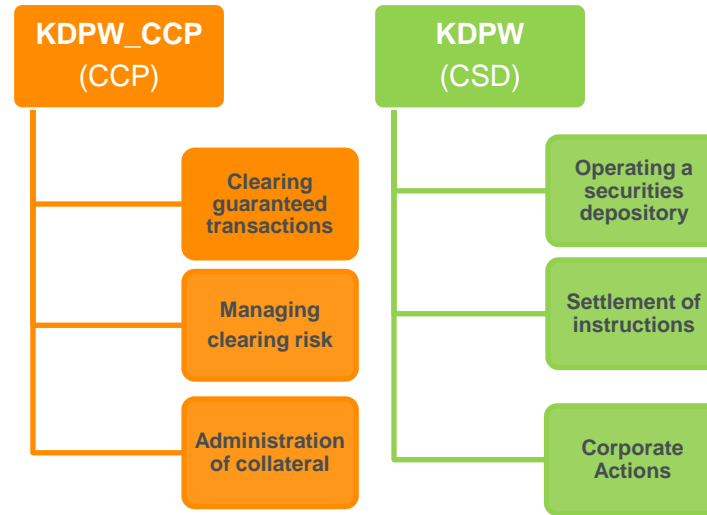 KDPW_CCP
(CCP)
Clearing
guaranteed
transactions
Managing
clearing risk
Administration
of collateral
KDPW
(CSD)
Operating a
securities
depository
Settlement of
instructions
Corporate
Actions